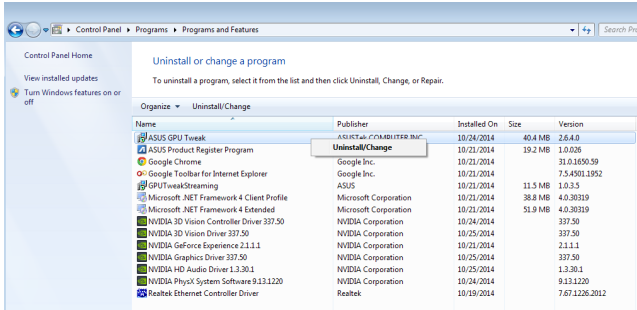 Control Panel ▸ Programs ▸ Programs and Features Search Pro
Control Panel Home
View installed updates
Turn Windows features on or
off
Uninstall or change a program
To uninstall a program, select it from the list and then click Uninstall, Change, or Repair.
Organize Uninstall/Change
Name Publisher Installed On Size Version
ASUS GPU Tweak ASUSTek COMPUTER INC. 10/24/2014 40.4 MB 2.6.4.0
Uninstall/Change
ASUS Product Register Program 10/21/2014 19.2 MB 1.0.026
Google Chrome Google Inc. 10/21/2014 31.0.1650.59
Google Toolbar for Internet Explorer Google Inc. 10/21/2014 7.5.4501.1952
GPUTweakStreaming ASUS 10/21/2014 11.5 MB 1.0.3.5
Microsoft .NET Framework 4 Client Profile Microsoft Corporation 10/21/2014 38.8 MB 4.0.30319
Microsoft .NET Framework 4 Extended Microsoft Corporation 10/21/2014 51.9 MB 4.0.30319
NVIDIA 3D Vision Controller Driver 337.50 NVIDIA Corporation 10/24/2014 337.50
NVIDIA 3D Vision Driver 337.50 NVIDIA Corporation 10/25/2014 337.50
NVIDIA GeForce Experience 2.1.1.1 NVIDIA Corporation 10/21/2014 2.1.1.1
NVIDIA Graphics Driver 337.50 NVIDIA Corporation 10/25/2014 337.50
NVIDIA HD Audio Driver 1.3.30.1 NVIDIA Corporation 10/25/2014 1.3.30.1
NVIDIA PhysX System Software 9.13.1220 NVIDIA Corporation 10/24/2014 9.13.1220
Realtek Ethernet Controller Driver Realtek 10/19/2014 7.67.1226.2012